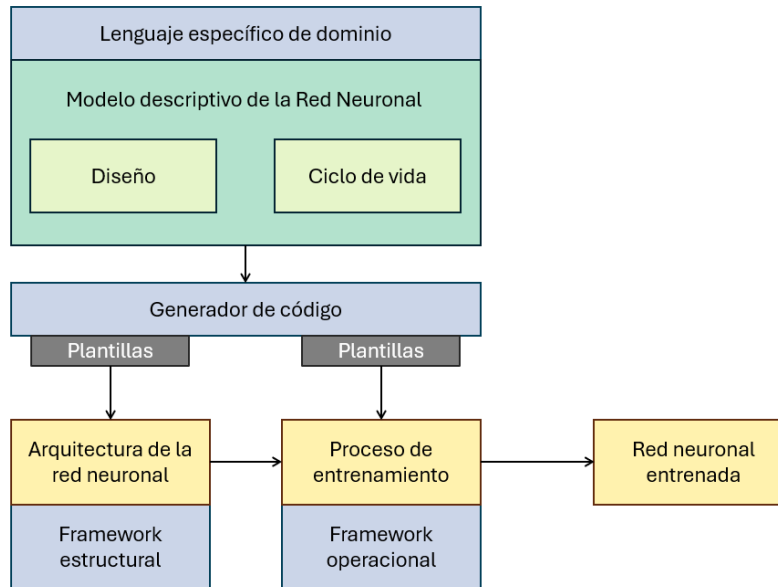 Lenguaje específico de dominio
Modelo descriptivo de la Red Neuronal
Diseño
Ciclo de vida
Generador de código
Plantillas
Plantillas
Arquitectura de la
red neuronal
Proceso de
entrenamiento
Red neuronal
entrenada
Framework
estructural
Framework
operacional